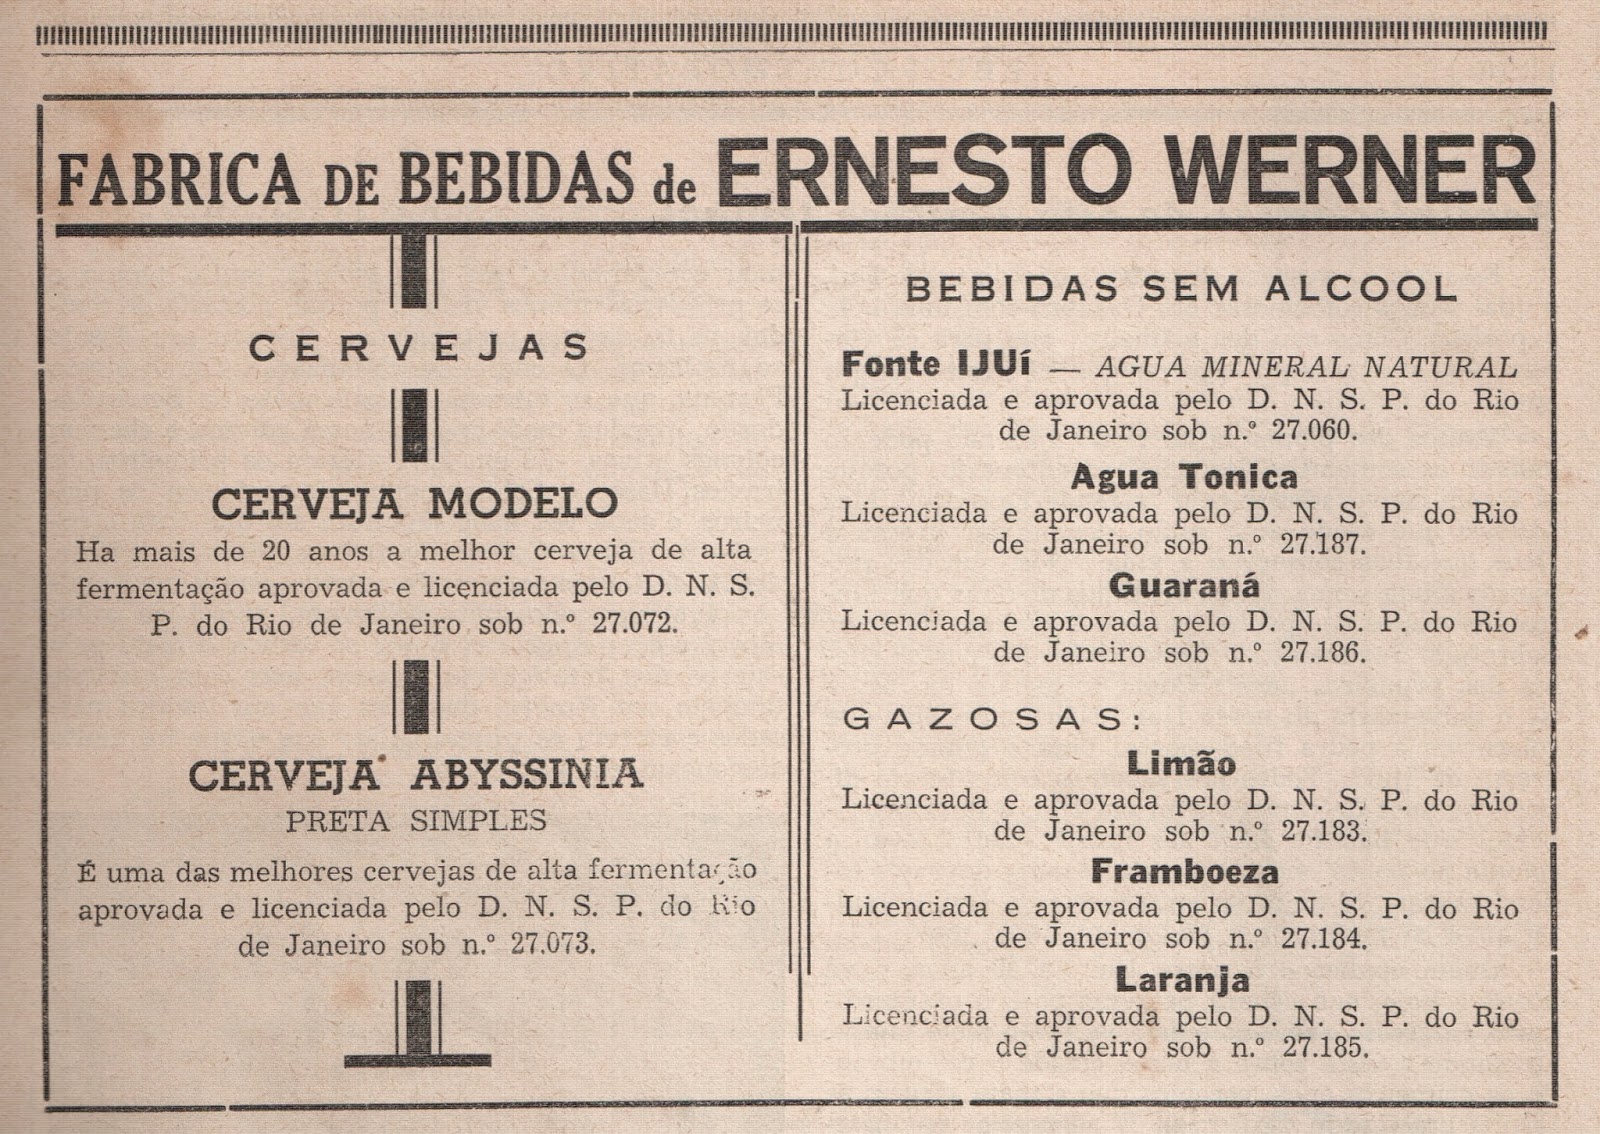 FABRICA DE BEBIDAS de ERNESTO WERNER
CERVEJAS
CERVEJA MODELO
Ha mais de 20 anos a melhor cerveja de alta
fermentação aprovada e licenciada pelo D. N. S.
P. do Rio de Janeiro sob n.º 27.072.
CERVEJA ABYSSINIA
PRETA SIMPLES
É uma das melhores cervejas de alta fermentação
aprovada e licenciada pelo D. N. S. P. do Rio
de Janeiro sob n.º 27.073.
BEBIDAS SEM ALCOOL
Fonte IJUí — AGUA MINERAL NATURAL
Licenciada e aprovada pelo D. N. S. P. do Rio
de Janeiro sob n.º 27.060.
Agua Tonica
Licenciada e aprovada pelo D. N. S. P. do Rio
de Janeiro sob n.º 27.187.
Guaraná
Licenciada e aprovada pelo D. N. S. P. do Rio
de Janeiro sob n.º 27.186.
GAZOSAS:
Limão
Licenciada e aprovada pelo D. N. S. P. do Rio
de Janeiro sob n.º 27.183.
Framboeza
Licenciada e aprovada pelo D. N. S. P. do Rio
de Janeiro sob n.º 27.184.
Laranja
Licenciada e aprovada pelo D. N. S. P. do Rio
de Janeiro sob n.º 27.185.